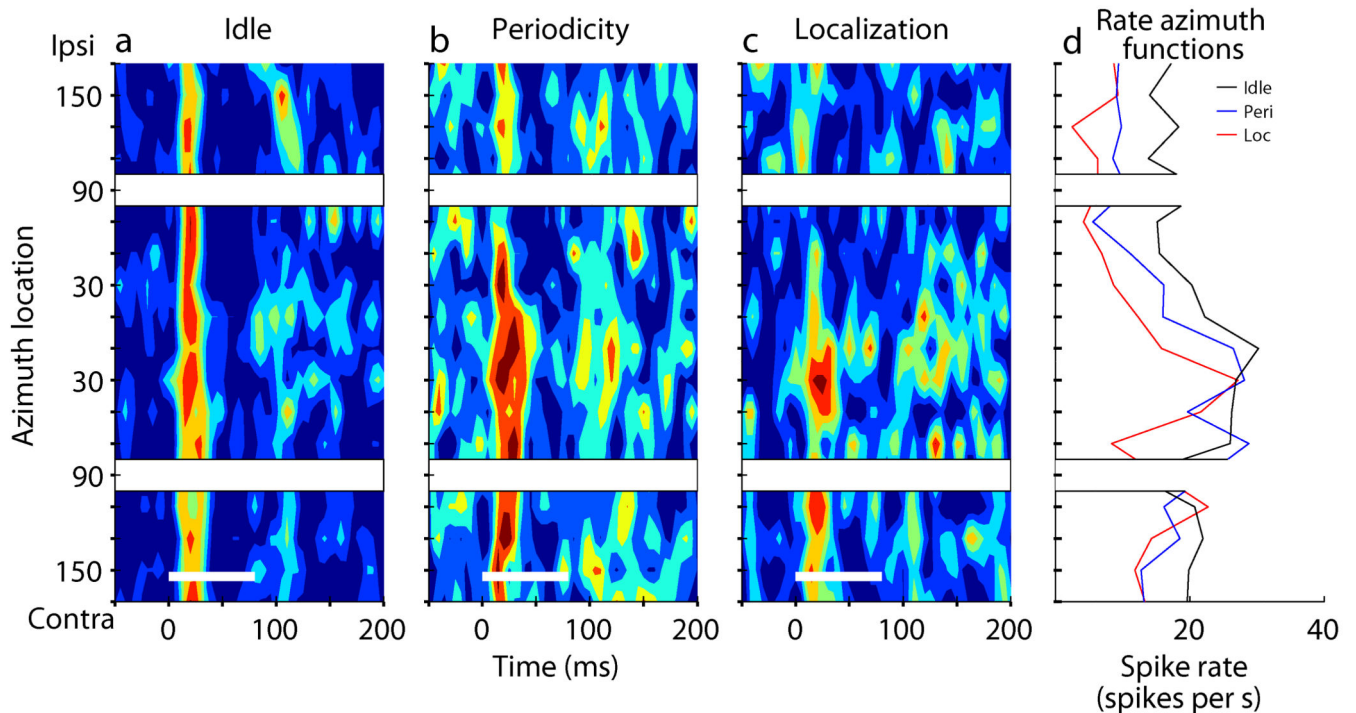 Ipsi
a
Idle
b
Periodicity
c
Localization
d
Rate azimuth
functions
Idle
Peri
Loc
Azimuth location
150
90
30
30
90
150
Contra
0
100
200
0
100
200
0
100
200
20
40
Time (ms)
Spike rate
(spikes per s)